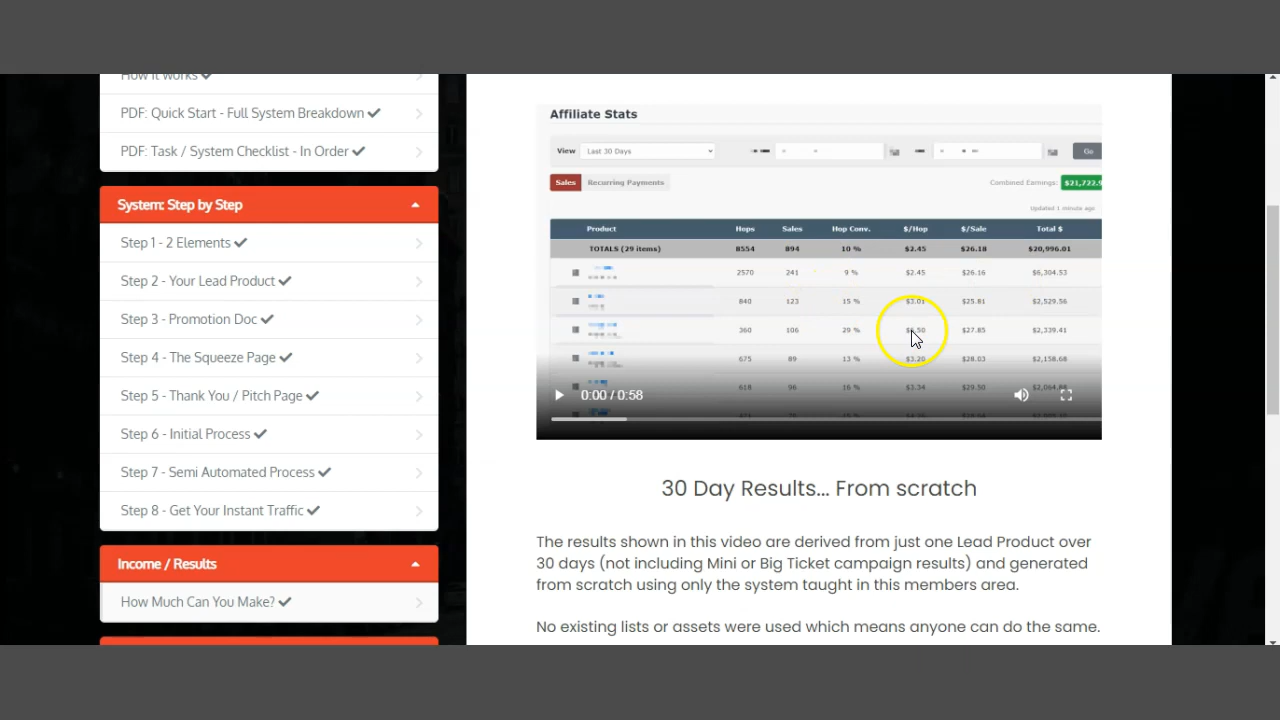 How it works
PDF: Quick Start - Full System Breakdown
PDF: Task / System Checklist - In Order
System: Step by Step
Step 1 - 2 Elements
Step 2 - Your Lead Product
Step 3 - Promotion Doc
Step 4 - The Squeeze Page
Step 5 - Thank You / Pitch Page
Step 6 - Initial Process
Step 7 - Semi Automated Process
Step 8 - Get Your Instant Traffic
Income / Results
How Much Can You Make?
Affiliate Stats
View Last 30 Days Go
Sales Recurring Payments Combined Earnings: $21,722.9
Updated 1 minute ago
Product Hops Sales Hop Conv. $/Hop $/Sale Total $
TOTALS (29 items) 8554 894 10 % $2.45 $26.18 $20,996.01
2570 241 9 % $2.45 $26.16 $6,304.53
840 123 15 % $3.01 $25.81 $2,529.56
360 106 29 % $27.85 $2,339.41
675 89 13 % $3.20 $28.03 $2,158.68
618 96 16 % $3.34 $29.50
0:00 / 0:58
30 Day Results... From scratch
The results shown in this video are derived from just one Lead Product over
30 days (not including Mini or Big Ticket campaign results) and generated
from scratch using only the system taught in this members area.
No existing lists or assets were used which means anyone can do the same.